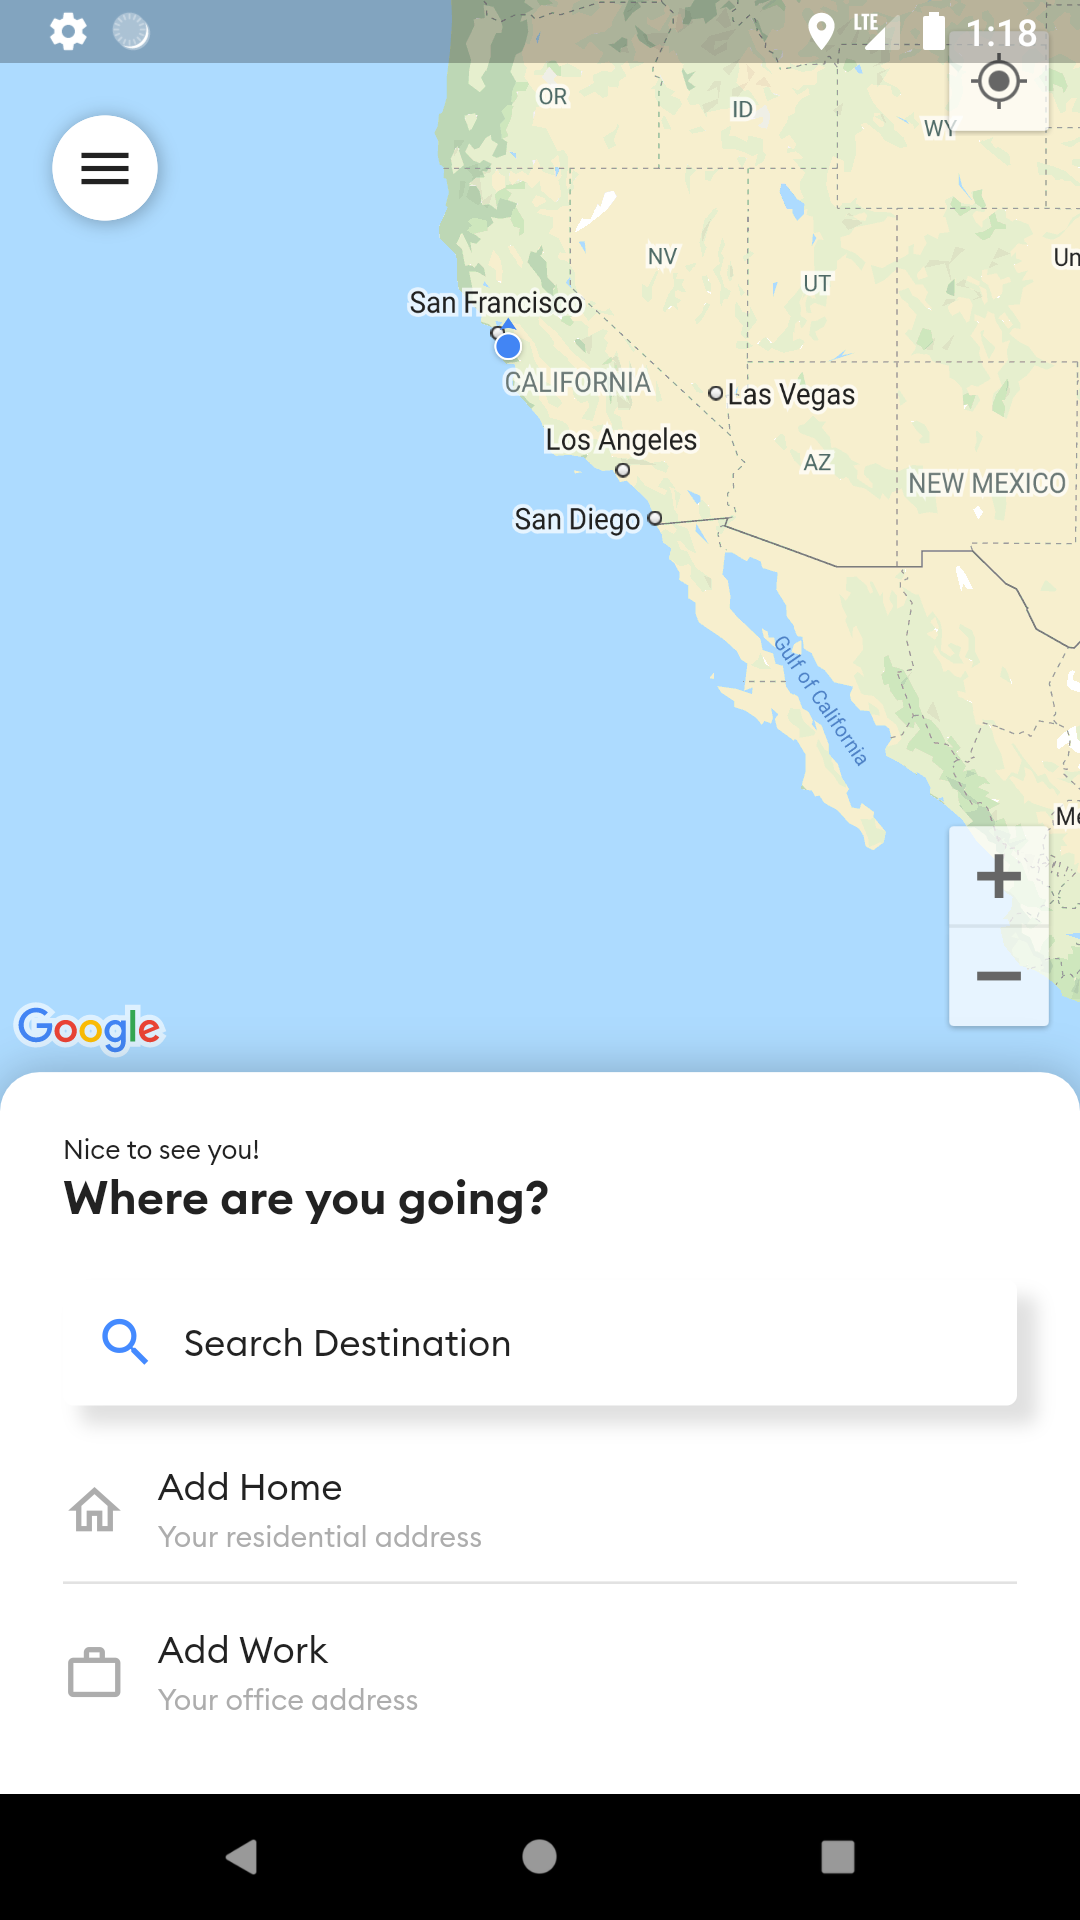 LTE 1:18
OR
ID
WY
NV
UT
Un
San Francisco
CALIFORNIA
Las Vegas
Los Angeles
AZ
NEW MEXICO
San Diego
Gulf of California
Me
Google
Nice to see you!
Where are you going?
Search Destination
Add Home
Your residential address
Add Work
Your office address